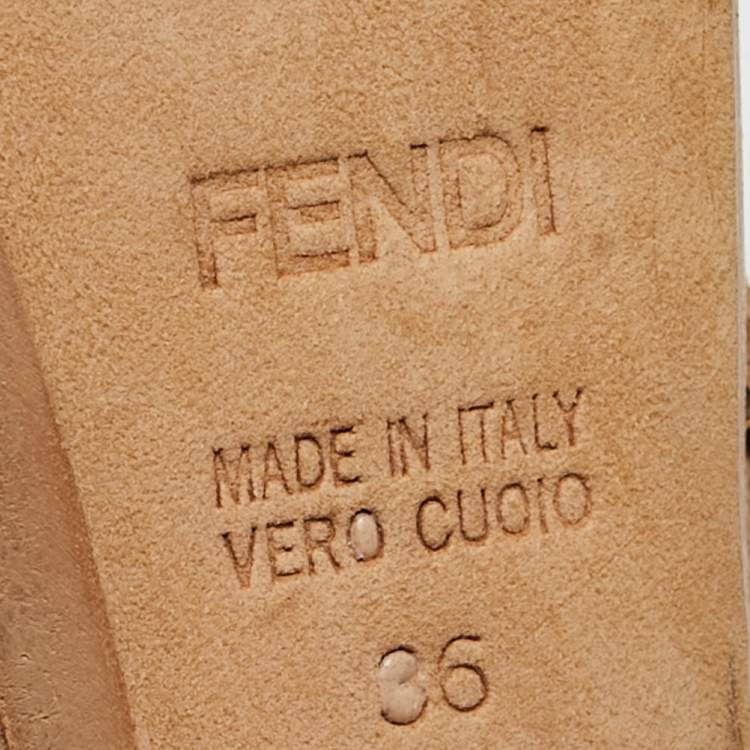 FENDI
MADE IN ITALY
VERO CUOIO
36